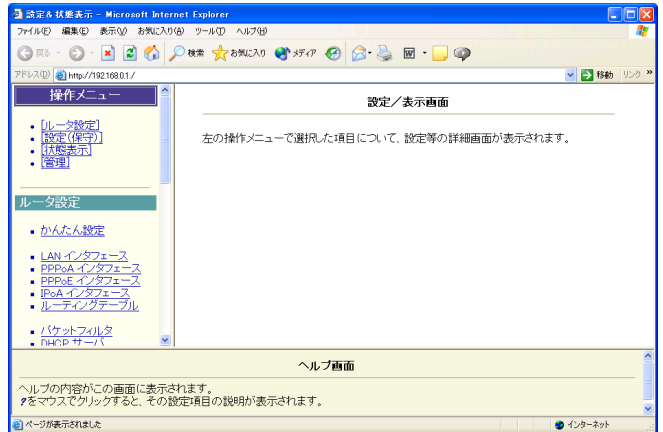 設定&状態表示 - Microsoft Internet Explorer
ファイル(F) 編集(E) 表示(V) お気に入り(A) ツール(T) ヘルプ(H)
戻る 検索 お気に入り メディア
アドレス(D) http://192.168.0.1/ 移動 リンク »
操作メニュー
[ルータ設定]
[設定(保守)]
[状態表示]
[管理]
ルータ設定
かんたん設定
LAN インタフェース
PPPoA インタフェース
PPPoE インタフェース
IPoA インタフェース
ルーティングテーブル
パケットフィルタ
DHCP サーバ
設定/表示画面
左の操作メニューで選択した項目について、設定等の詳細画面が表示されます。
ヘルプ画面
ヘルプの内容がこの画面に表示されます。
?をマウスでクリックすると、その設定項目の説明が表示されます。
ページが表示されました インターネット